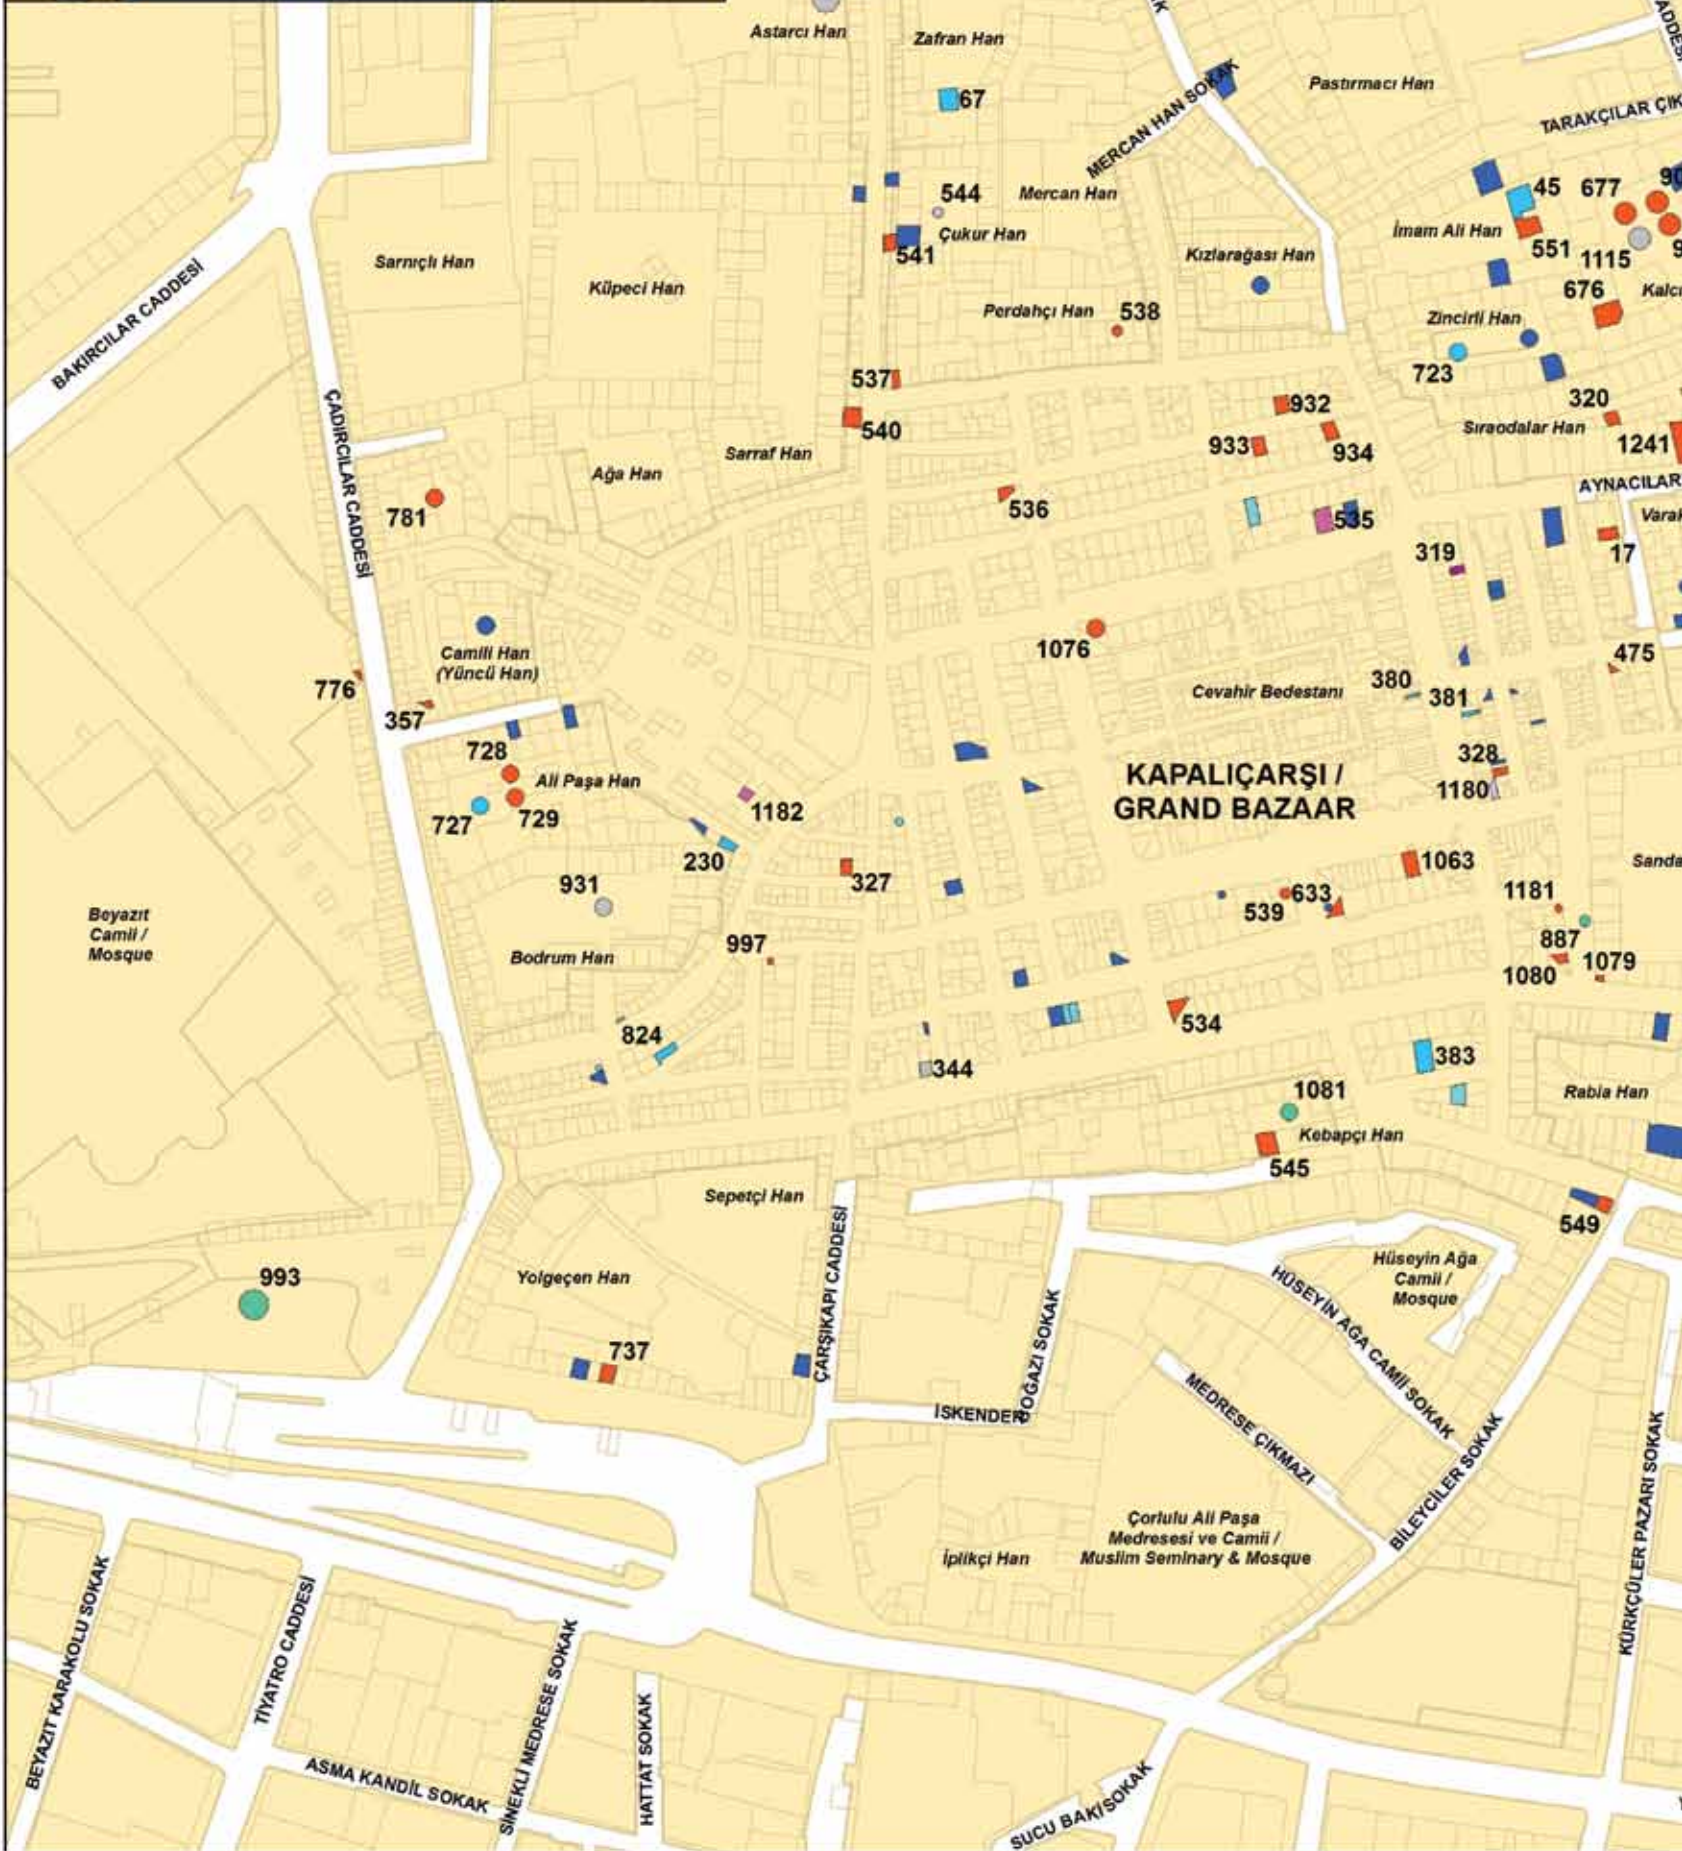 Astarcı Han
Zafran Han
67
MERCAN HAN SOKAK
Pastırmacı Han
TARAKÇILAR ÇIK
544
Mercan Han
Çukur Han
541
45
677
90
İmam Ali Han
551
1115
9
Sarnıçlı Han
Küpeci Han
Kızlarağası Han
676
Kalcı
BAKIRCILAR CADDESİ
Perdahçı Han
538
Zincirli Han
723
537
540
932
933
934
320
Sıraodalar Han
1241
ÇADIRCILAR CADDESİ
Sarraf Han
Ağa Han
AYNACILAR
781
536
535
Varak
319
17
Camili Han
(Yüncü Han)
1076
475
776
357
Cevahir Bedestanı
380
381
728
Ali Paşa Han
727
729
1182
KAPALIÇARŞI /
GRAND BAZAAR
328
1180
230
327
1063
Sanda
931
633
539
1181
887
Beyazıt
Camii /
Mosque
997
Bodrum Han
1080
1079
824
534
344
383
1081
Rabia Han
Kebapçı Han
545
Sepetçi Han
549
ÇARŞIKAPI CADDESİ
993
Yolgeçen Han
Hüseyin Ağa
Camii /
Mosque
HÜSEYİN AĞA CAMİİ SOKAK
737
BOĞAZI SOKAK
İSKENDER
MEDRESE ÇIKMAZI
BİLEYCİLER SOKAK
KÜRKÇÜLER PAZARI SOKAK
Çorlulu Ali Paşa
Medresesi ve Camii /
Muslim Seminary & Mosque
İplikçi Han
BEYAZIT KARAKOLU SOKAK
TİYATRO CADDESİ
SİNEKLİ MEDRESE SOKAK
HATTAT SOKAK
ASMA KANDİL SOKAK
SUCU BAKİ SOKAK